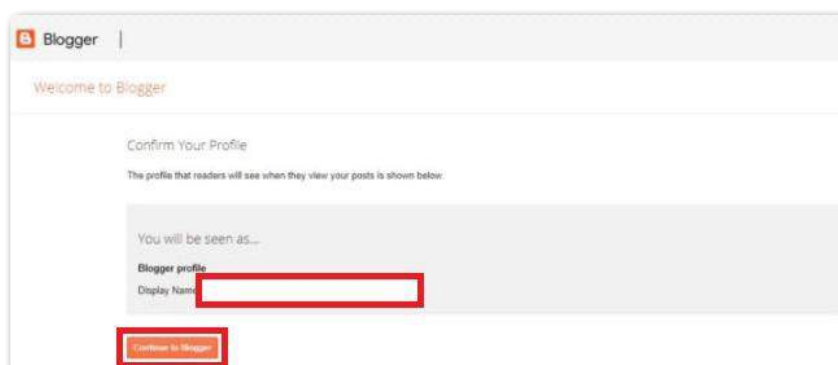 Blogger
Welcome to Blogger
Confirm Your Profile
The profile that readers will see when they view your posts is shown below
You will be seen as...
Blogger profile
Display Name
Continue to Blogger